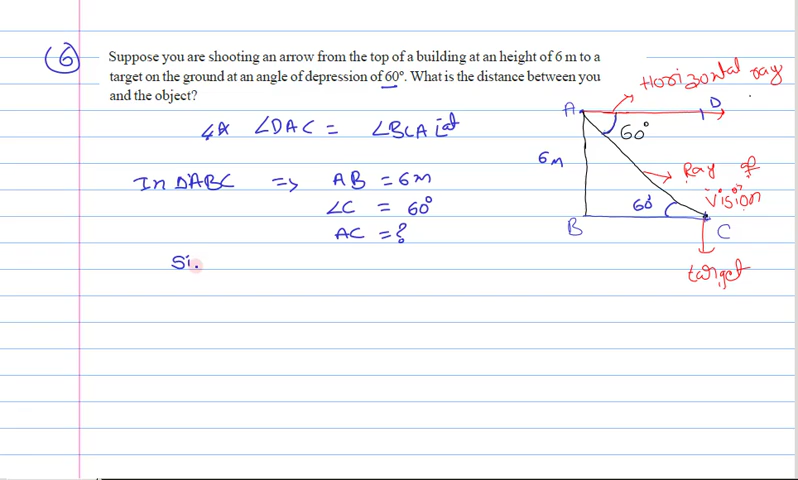 6
Suppose you are shooting an arrow from the top of a building at an height of 6 m to a
target on the ground at an angle of depression of 60°. What is the distance between you
and the object?
Horizontal ray
A
D
60°
∠DAC = ∠BCA
6m
Ray of
vision
60°
B
C
target
In ΔABC => AB = 6m
∠C = 60°
AC = ?
Si